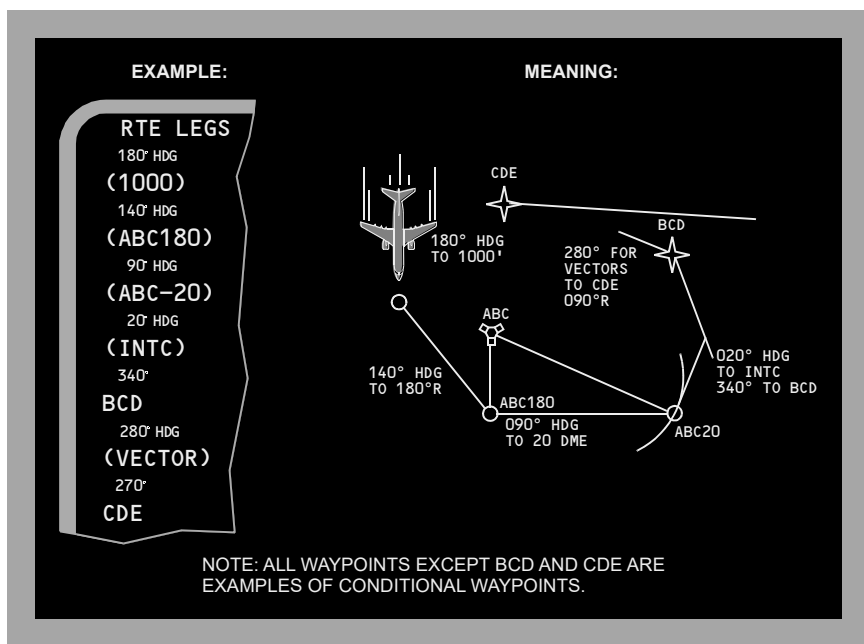 EXAMPLE:
RTE LEGS
180° HDG
(1000)
140° HDG
(ABC180)
90° HDG
(ABC-20)
20° HDG
(INTC)
340°
BCD
280° HDG
(VECTOR)
270°
CDE
MEANING:
CDE
BCD
180° HDG
TO 1000'
280° FOR
VECTORS
TO CDE
090°R
ABC
140° HDG
TO 180°R
ABC180
090° HDG
TO 20 DME
020° HDG
TO INTC
340° TO BCD
ABC20
NOTE: ALL WAYPOINTS EXCEPT BCD AND CDE ARE
EXAMPLES OF CONDITIONAL WAYPOINTS.